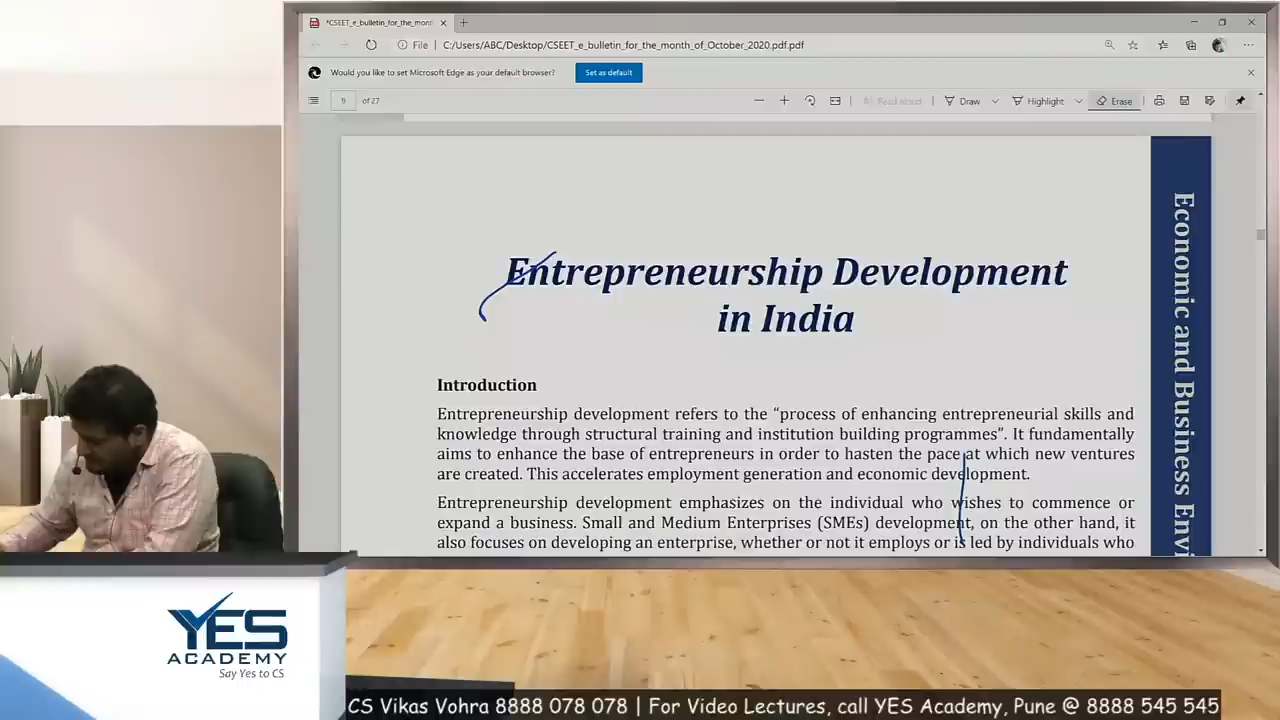 *CSEET_e_bulletin_for_the_mont
File
C:/Users/ABC/Desktop/CSEET_e_bulletin_for_the_month_of_October_2020.pdf.pdf
Would you like to set Microsoft Edge as your default browser?
Set as default
9 of 27
Read aloud
Draw
Highlight
Erase
Entrepreneurship Development
in India
Economic and Business Envi
Introduction
Entrepreneurship development refers to the “process of enhancing entrepreneurial skills and
knowledge through structural training and institution building programmes”. It fundamentally
aims to enhance the base of entrepreneurs in order to hasten the pace at which new ventures
are created. This accelerates employment generation and economic development.
Entrepreneurship development emphasizes on the individual who wishes to commence or
expand a business. Small and Medium Enterprises (SMEs) development, on the other hand, it
also focuses on developing an enterprise, whether or not it employs or is led by individuals who
YES
ACADEMY
Say Yes to CS
CS Vikas Vohra 8888 078 078 | For Video Lectures, call YES Academy, Pune @ 8888 545 545